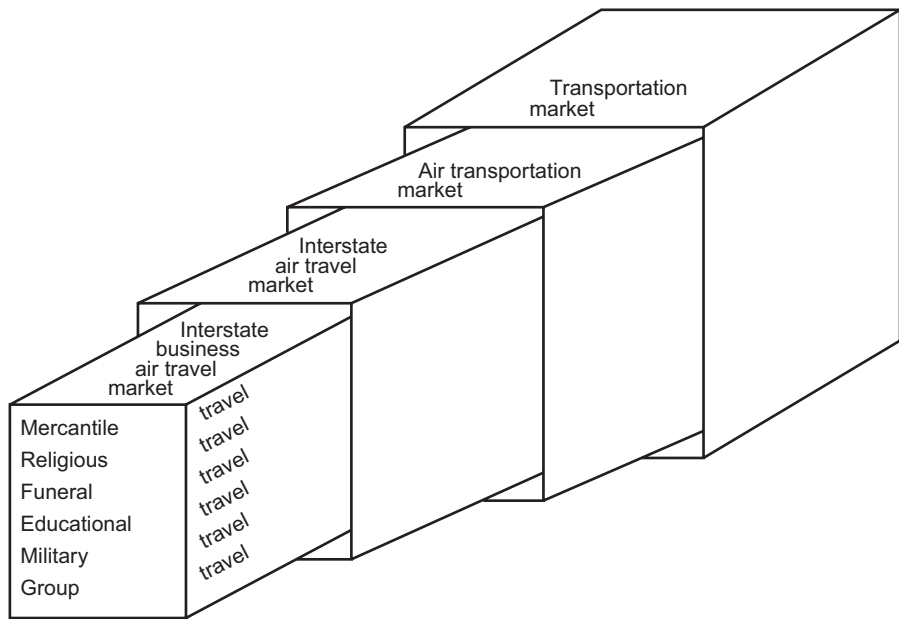 Transportation
market
Air transportation
market
Interstate
air travel
market
Interstate
business
air travel
market
Mercantile travel
Religious travel
Funeral travel
Educational travel
Military travel
Group travel